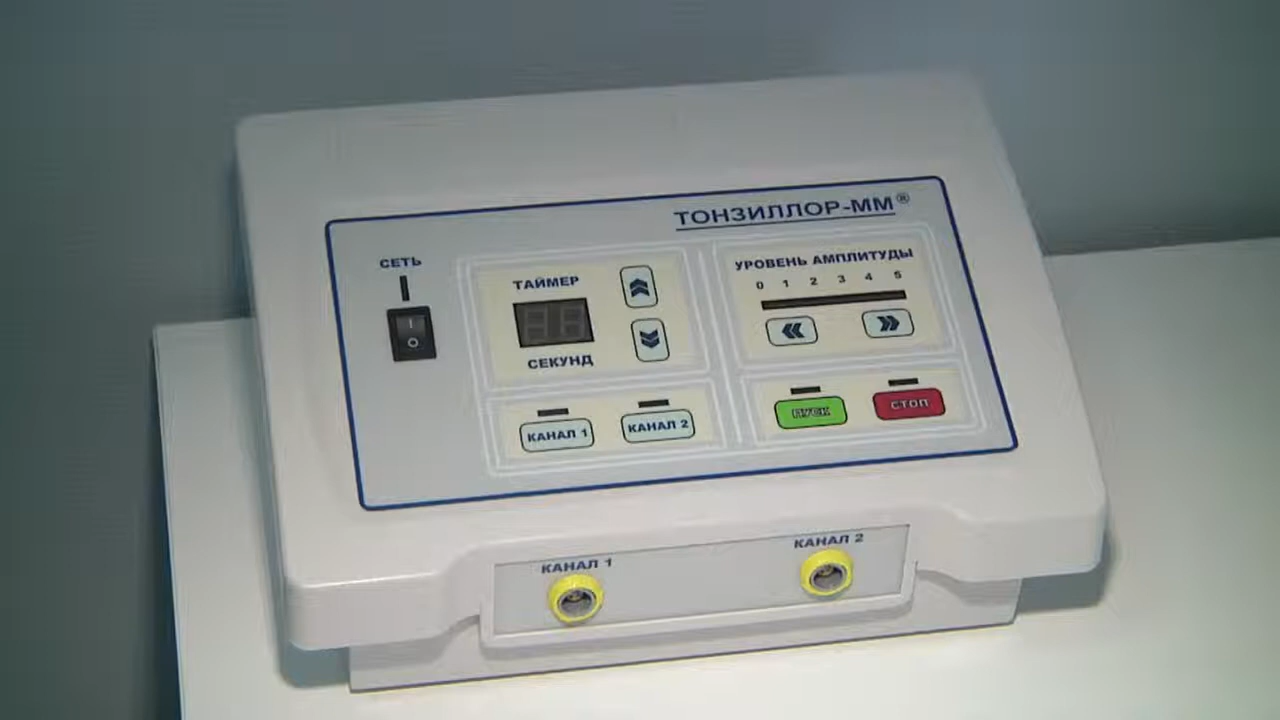 ТОНЗИЛЛОР-ММ®
СЕТЬ
I
O
ТАЙМЕР
СЕКУНД
УРОВЕНЬ АМПЛИТУДЫ
0 1 2 3 4 5
КАНАЛ 1
КАНАЛ 2
ПУСК
СТОП
КАНАЛ 1
КАНАЛ 2